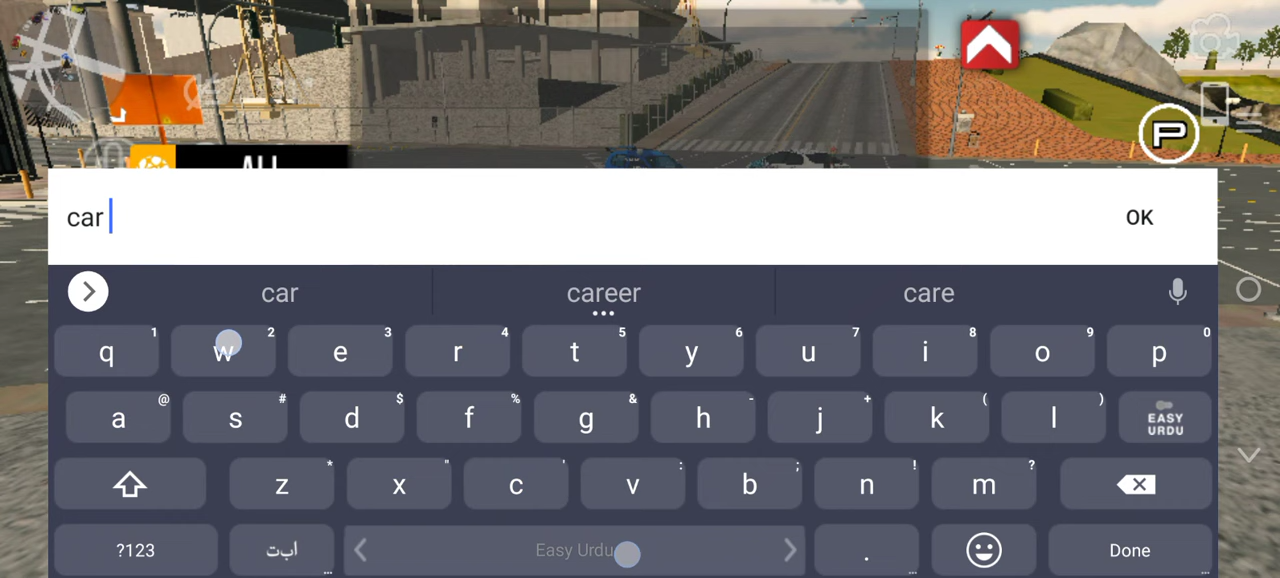 P
ALL
car
OK
car career care
q 1 w 2 e 3 r 4 t 5 y 6 u 7 i 8 o 9 p 0
a @ s # d $ f % g & h - j + k ( l ) EASY URDU
z * x " c ' v : b ; n ! m ?
?123 ابت Easy Urdu . Done